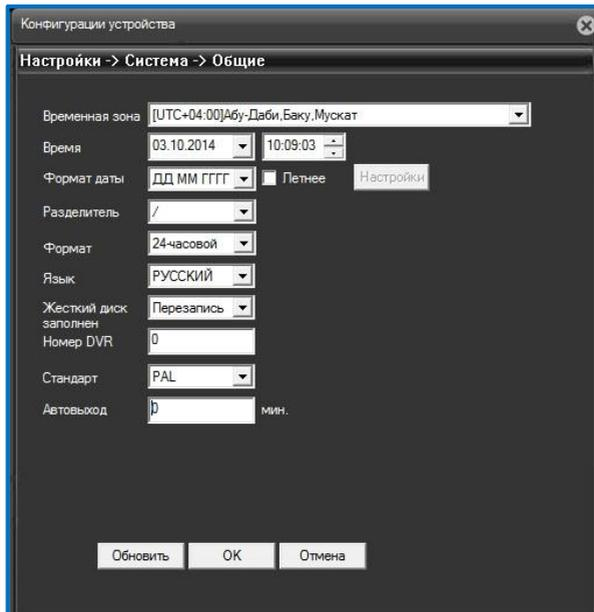 Конфигурации устройства
Настройки -> Система -> Общие
Временная зона [UTC+04:00]Абу-Даби,Баку,Мускат
Время 03.10.2014 10:09:03
Формат даты ДД ММ ГГГГ Летнее Настройки
Разделитель /
Формат 24-часовой
Язык РУССКИЙ
Жесткий диск заполнен Перезапись
Номер DVR 0
Стандарт PAL
Автовыход 0 мин.
Обновить OK Отмена